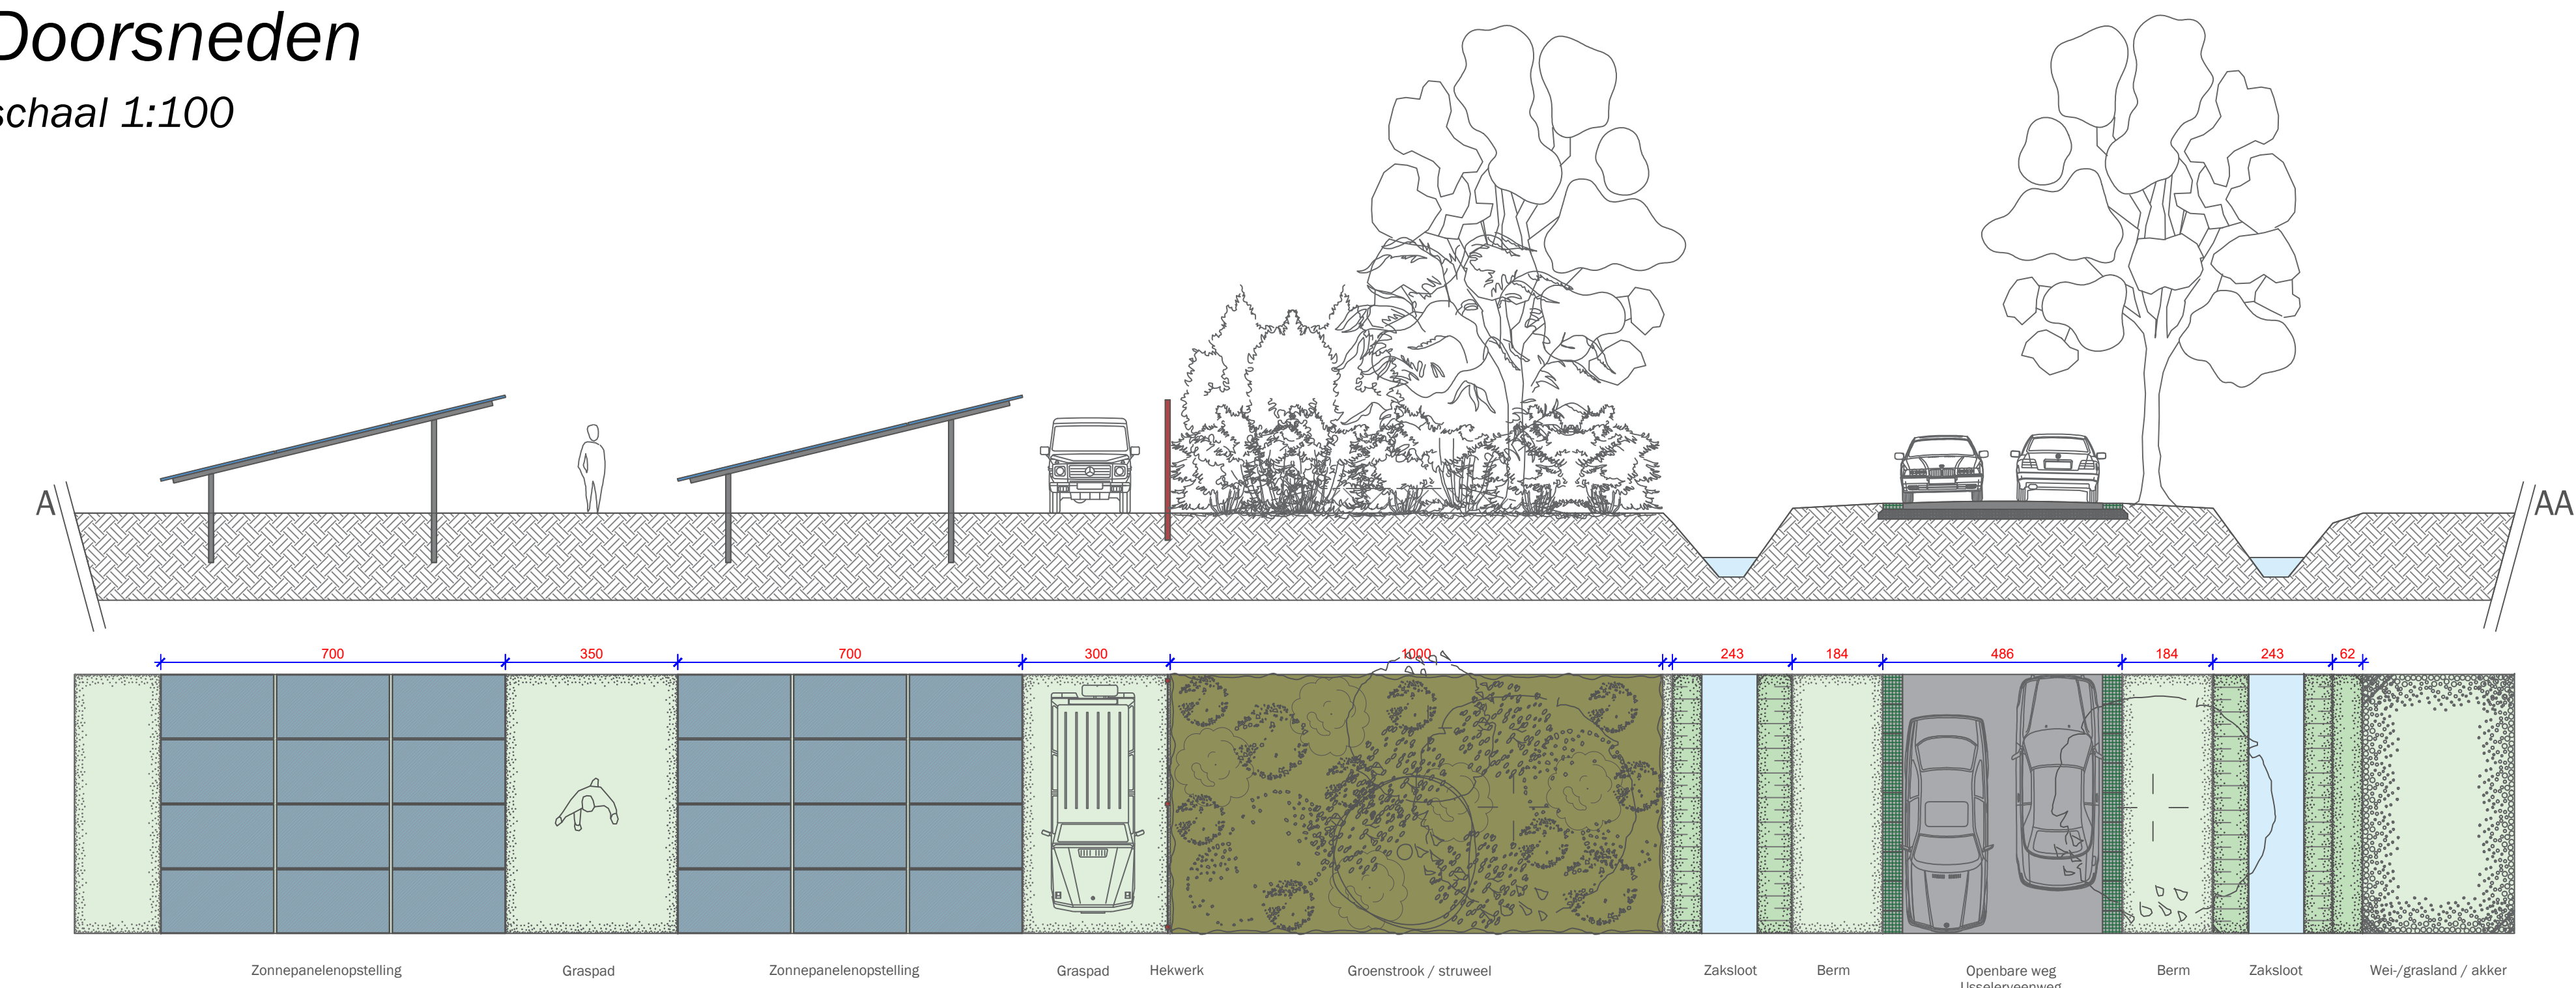 Doorsneden
schaal 1:100
A
AA
700 350 700 300 1000 243 184 486 184 243 62
Zonnepanelenopstelling Graspad Zonnepanelenopstelling Graspad Hekwerk Groenstrook / struweel Zaksloot Berm Openbare weg Berm Zaksloot Wei-/grasland / akker
Usselerveenweg